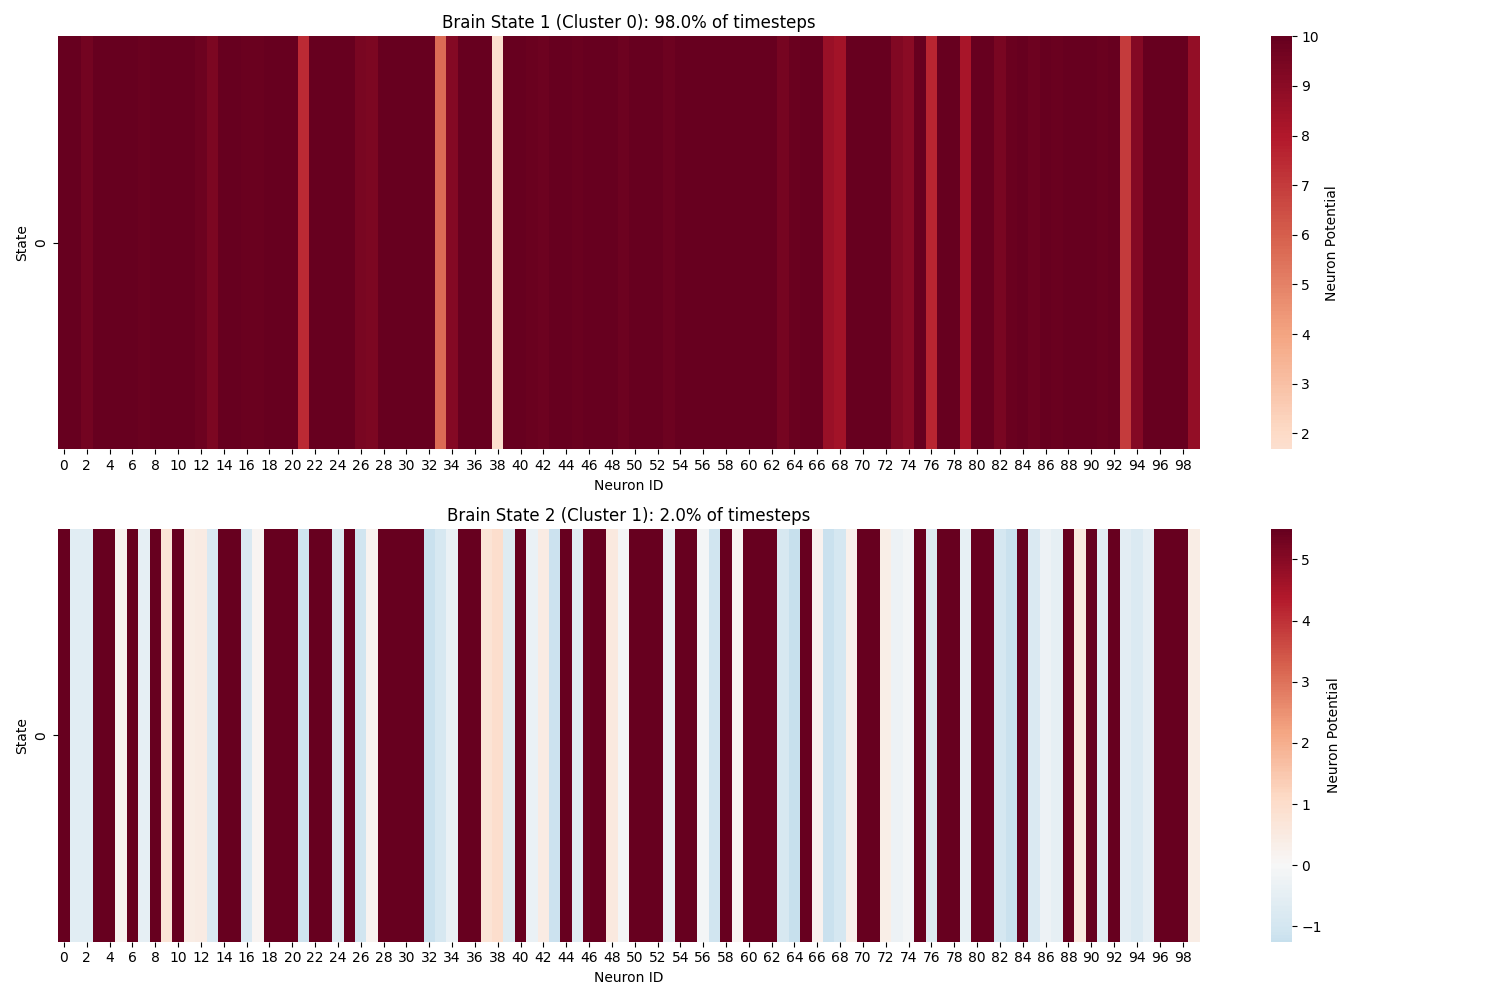 Brain State 1 (Cluster 0): 98.0% of timesteps
10
9
8
7
6
5
4
3
2
Neuron Potential
State
0
0 2 4 6 8 10 12 14 16 18 20 22 24 26 28 30 32 34 36 38 40 42 44 46 48 50 52 54 56 58 60 62 64 66 68 70 72 74 76 78 80 82 84 86 88 90 92 94 96 98
Neuron ID
Brain State 2 (Cluster 1): 2.0% of timesteps
5
4
3
2
1
0
−1
Neuron Potential
State
0
0 2 4 6 8 10 12 14 16 18 20 22 24 26 28 30 32 34 36 38 40 42 44 46 48 50 52 54 56 58 60 62 64 66 68 70 72 74 76 78 80 82 84 86 88 90 92 94 96 98
Neuron ID